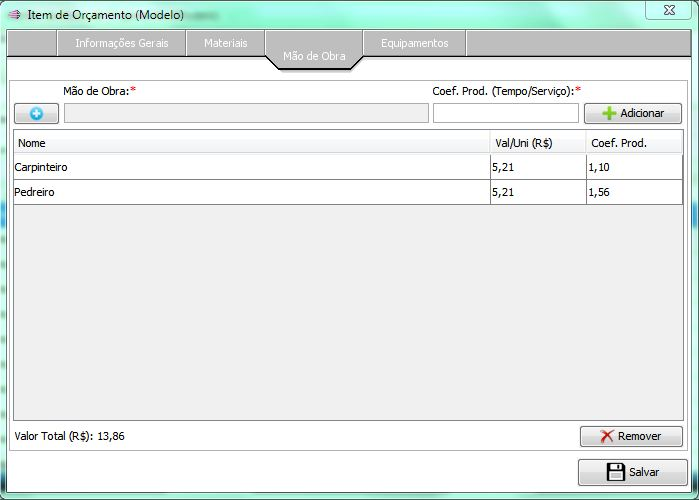 Item de Orçamento (Modelo)
Informações Gerais Materiais Mão de Obra Equipamentos
Mão de Obra:* Coef. Prod. (Tempo/Serviço):*
Adicionar
Nome Val/Uni (R$) Coef. Prod.
Carpinteiro 5,21 1,10
Pedreiro 5,21 1,56
Valor Total (R$): 13,86 Remover
Salvar